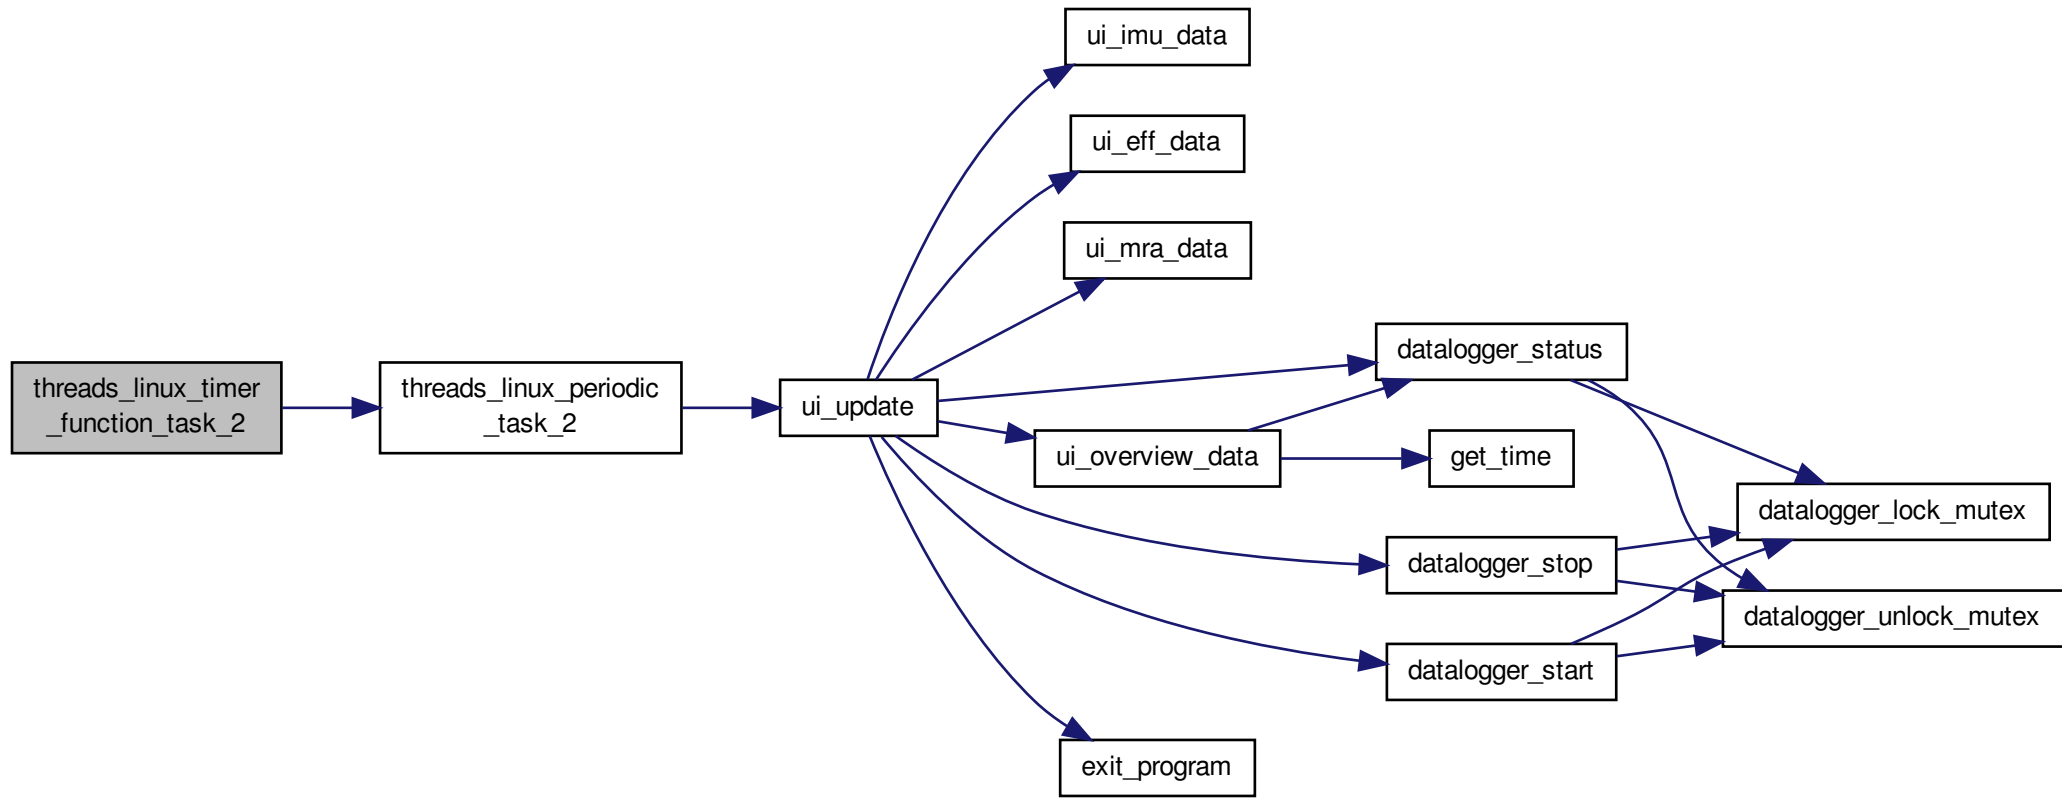 threads_linux_timer
_function_task_2
threads_linux_periodic
_task_2
ui_update
ui_imu_data
ui_eff_data
ui_mra_data
datalogger_status
ui_overview_data
get_time
datalogger_stop
datalogger_start
exit_program
datalogger_lock_mutex
datalogger_unlock_mutex